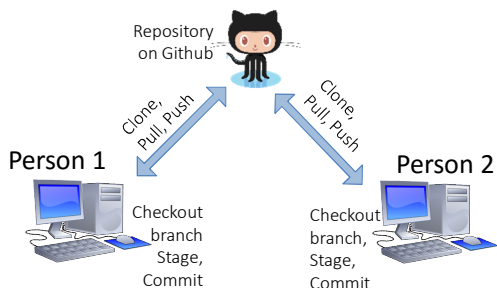 Repository
on Github
Clone,
Pull, Push
Clone,
Pull, Push
Person 1
Person 2
Checkout
branch
Stage,
Commit
Checkout
branch,
Stage,
Commit